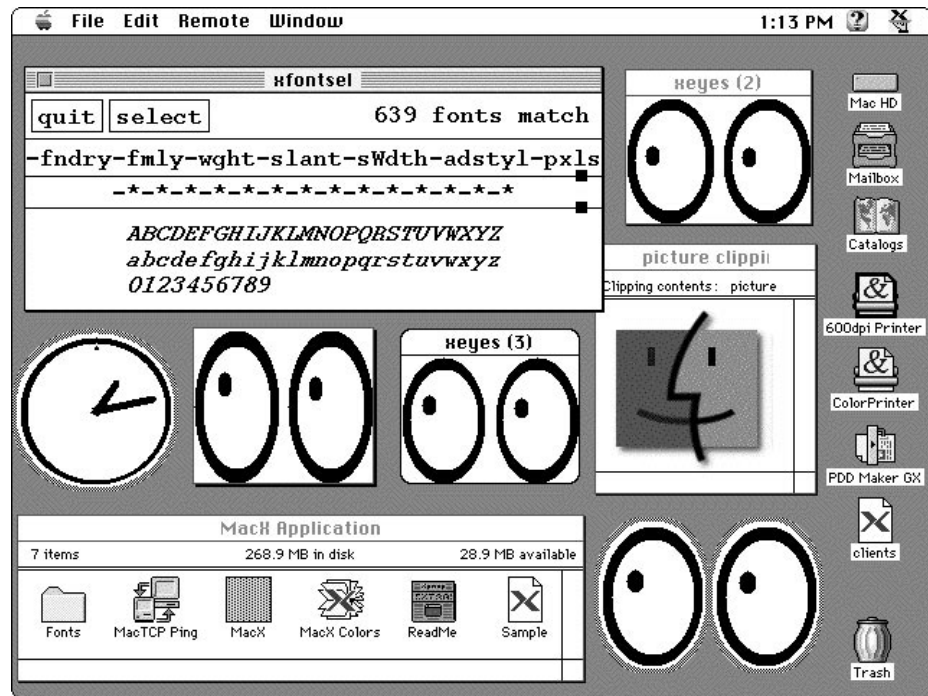 File Edit Remote Window
1:13 PM
xfontsel
quit select 639 fonts match
-fndry-fmly-wght-slant-sWdth-adstyl-pxls
-*-*-*-*-*-*-*-*-*-*-*-*-*-*
ABCDEFGHIJKLMNOPQRSTUVWXYZ
abcdefghijklmnopqrstuvwxyz
0123456789
xeyes (2)
picture clippi
Clipping contents: picture
xeyes (3)
MacX Application
7 items 268.9 MB in disk 28.9 MB available
Fonts
MacTCP Ping
MacX
MacX Colors
ReadMe
Sample
Mac HD
Mailbox
Catalogs
600dpi Printer
ColorPrinter
PDD Maker GX
clients
Trash